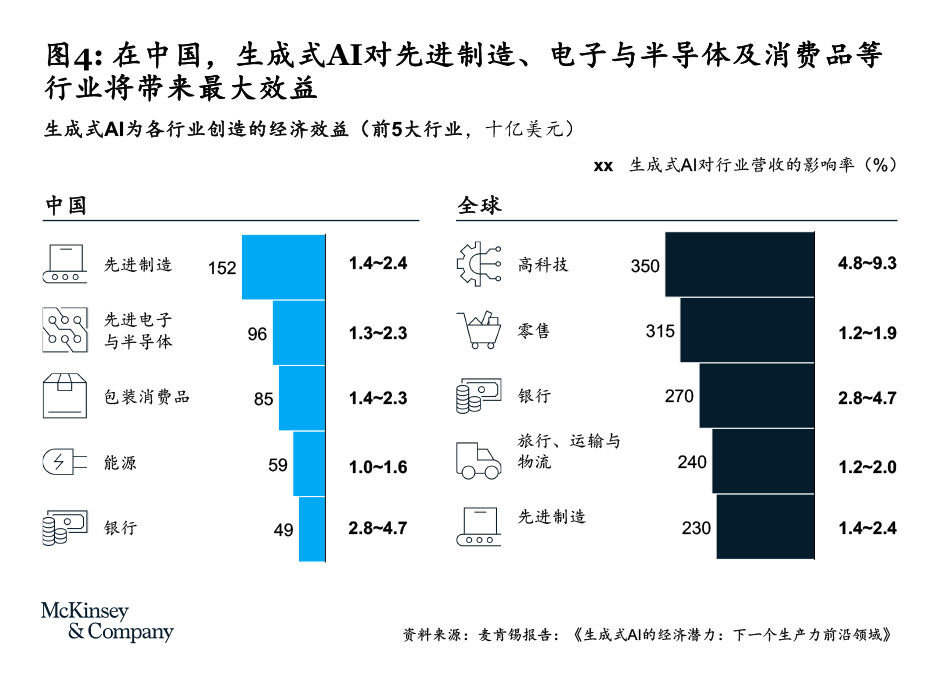 图4: 在中国，生成式AI对先进制造、电子与半导体及消费品等
行业将带来最大效益
生成式AI为各行业创造的经济效益（前5大行业，十亿美元）
xx 生成式AI对行业营收的影响率（%）
中国
先进制造 152 1.4~2.4
先进电子
与半导体 96 1.3~2.3
包装消费品 85 1.4~2.3
能源 59 1.0~1.6
银行 49 2.8~4.7
全球
高科技 350 4.8~9.3
零售 315 1.2~1.9
银行 270 2.8~4.7
旅行、运输与
物流 240 1.2~2.0
先进制造 230 1.4~2.4
McKinsey
& Company
资料来源：麦肯锡报告：《生成式AI的经济潜力：下一个生产力前沿领域》